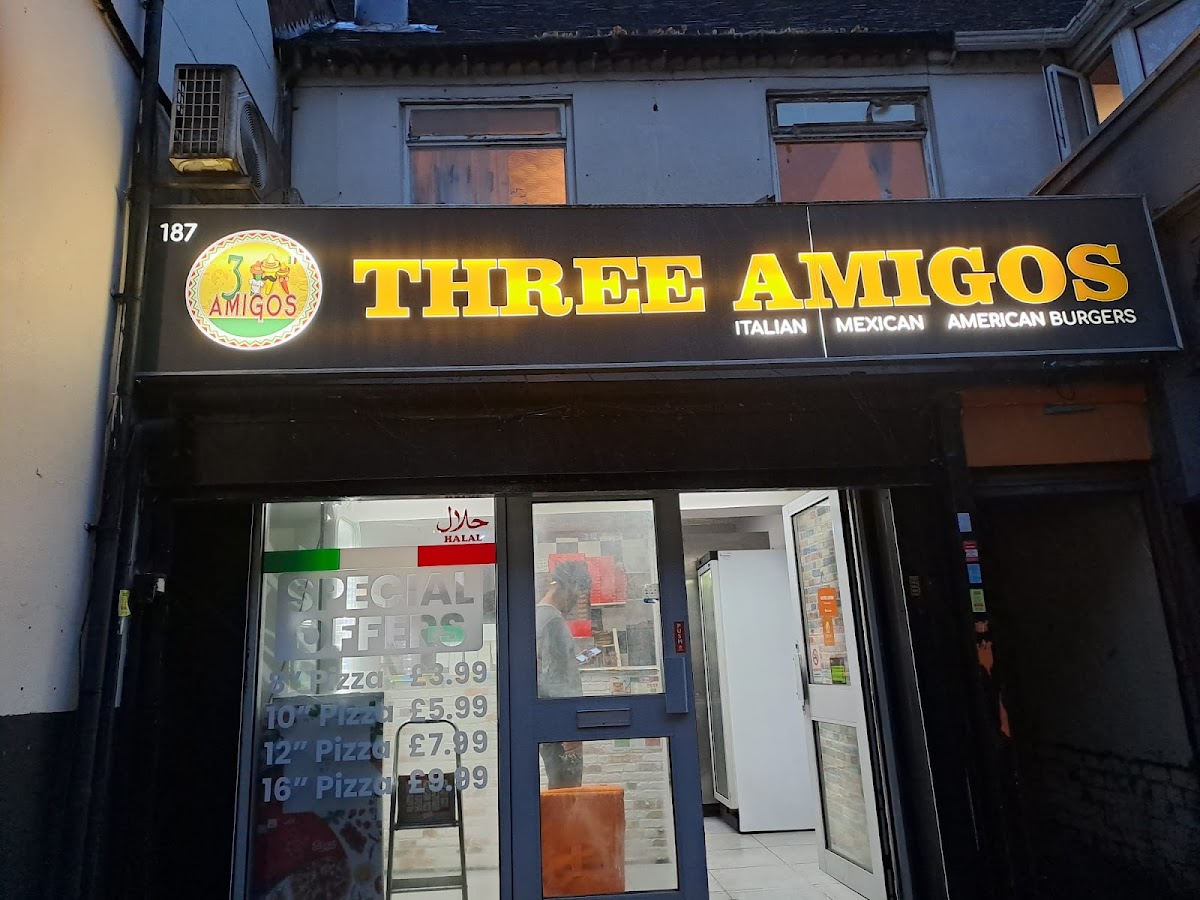 187
3
AMIGOS
THREE AMIGOS
ITALIAN MEXICAN AMERICAN BURGERS
حلال
HALAL
SPECIAL
OFFERS
8" Pizza £3.99
10" Pizza £5.99
12" Pizza £7.99
16" Pizza £9.99
PUSH